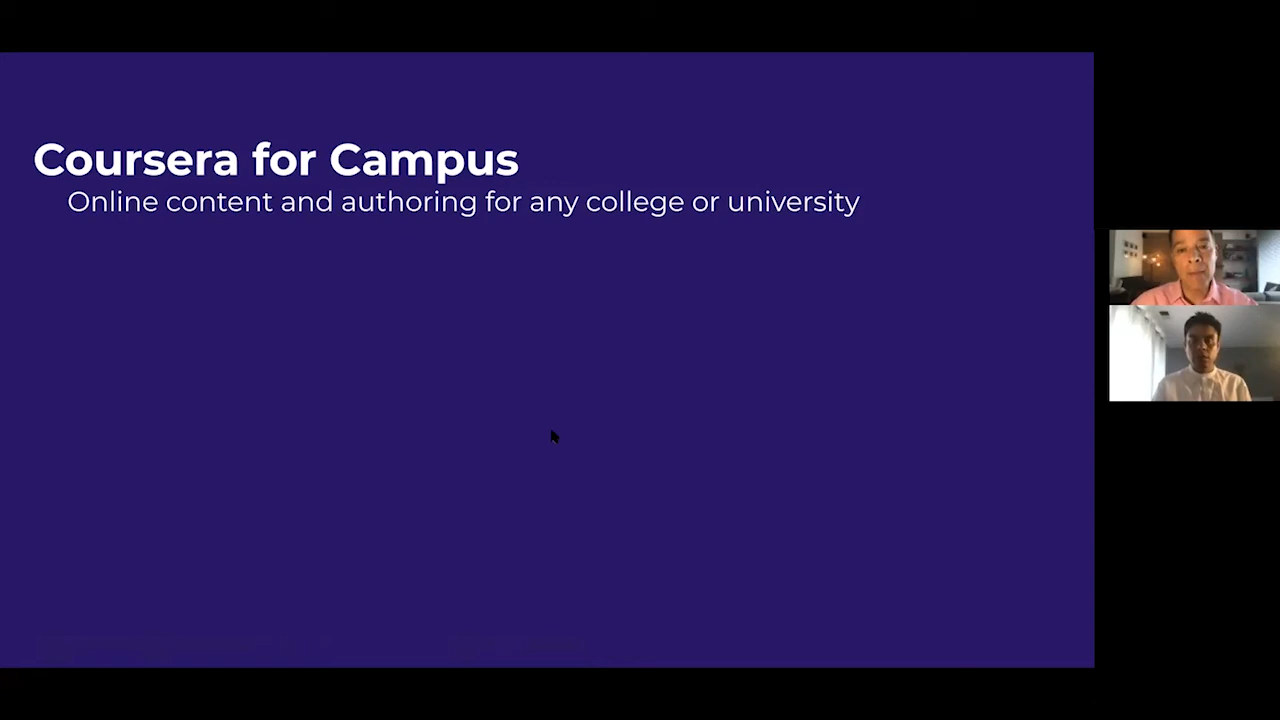 Coursera for Campus
Online content and authoring for any college or university